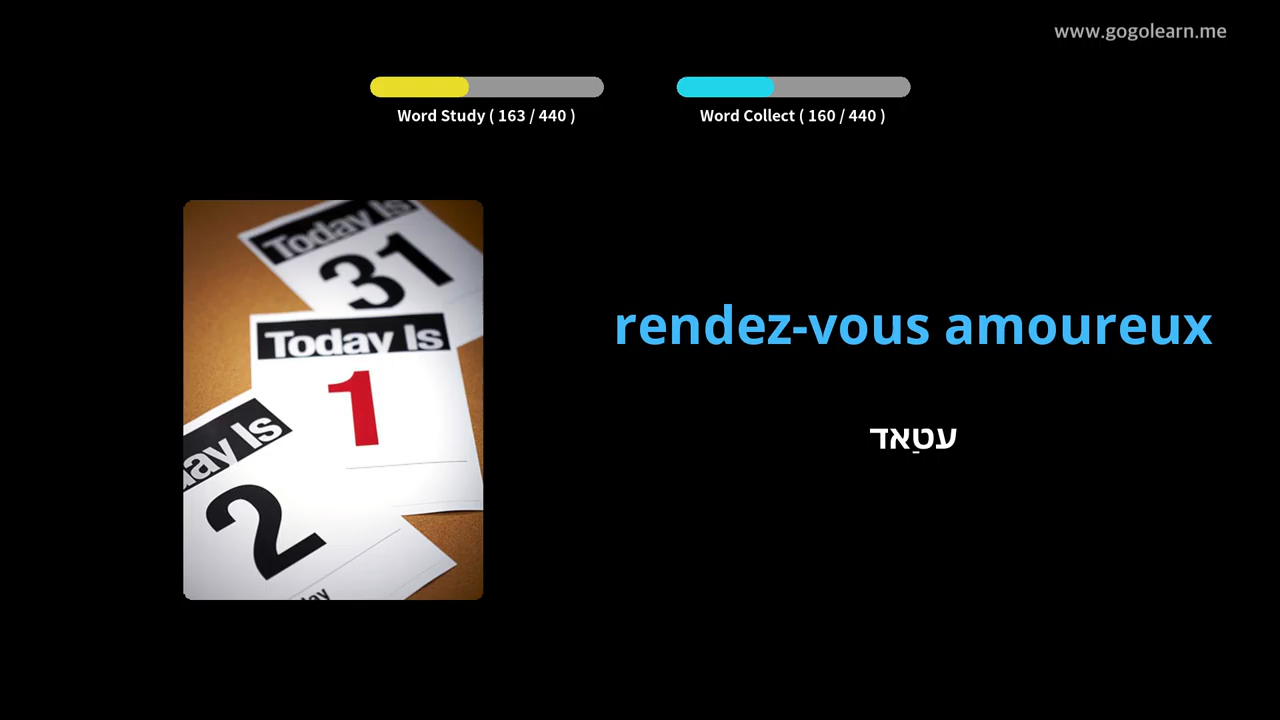 www.gogolearn.me
Word Study ( 163 / 440 )
Word Collect ( 160 / 440 )
Today Is
31
Today Is
1
ay Is
2
day
rendez-vous amoureux
עטַאד